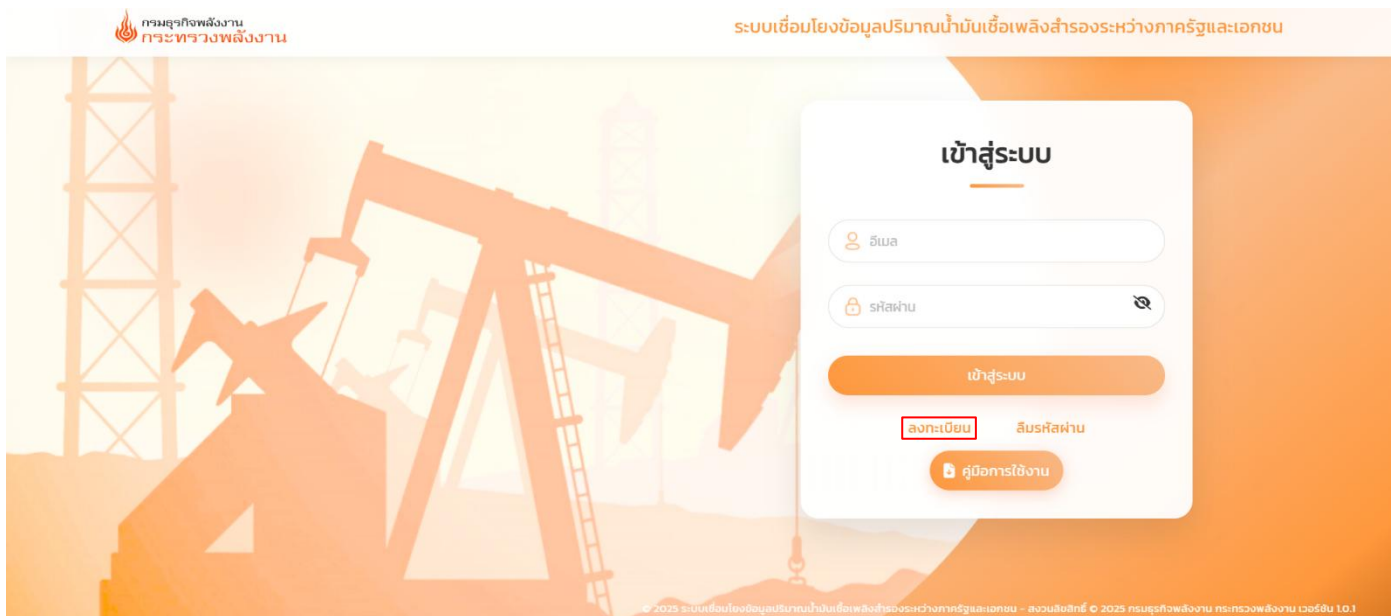 กรมธุรกิจพลังงาน
กระทรวงพลังงาน
ระบบเชื่อมโยงข้อมูลปริมาณน้ำมันเชื้อเพลิงสำรองระหว่างภาครัฐและเอกชน
เข้าสู่ระบบ
อีเมล
รหัสผ่าน
เข้าสู่ระบบ
ลงทะเบียน ลืมรหัสผ่าน
คู่มือการใช้งาน
© 2025 ระบบเชื่อมโยงข้อมูลปริมาณน้ำมันเชื้อเพลิงสำรองระหว่างภาครัฐและเอกชน - สงวนลิขสิทธิ์ © 2025 กรมธุรกิจพลังงาน กระทรวงพลังงาน เวอร์ชัน 1.0.1